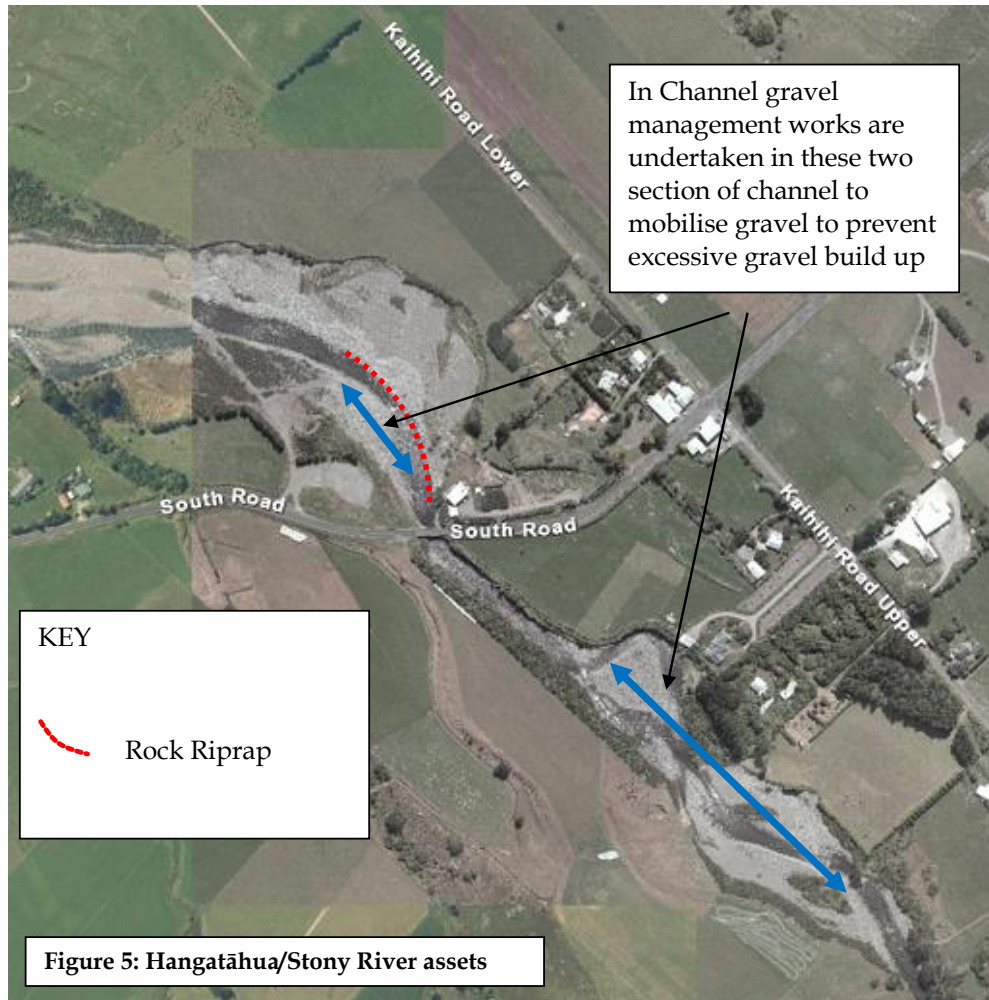 Kaihihi Road Lower
In Channel gravel
management works are
undertaken in these two
section of channel to
mobilise gravel to prevent
excessive gravel build up
South Road
South Road
Kaihihi Road Upper
KEY
Rock Riprap
Figure 5: Hangatāhua/Stony River assets